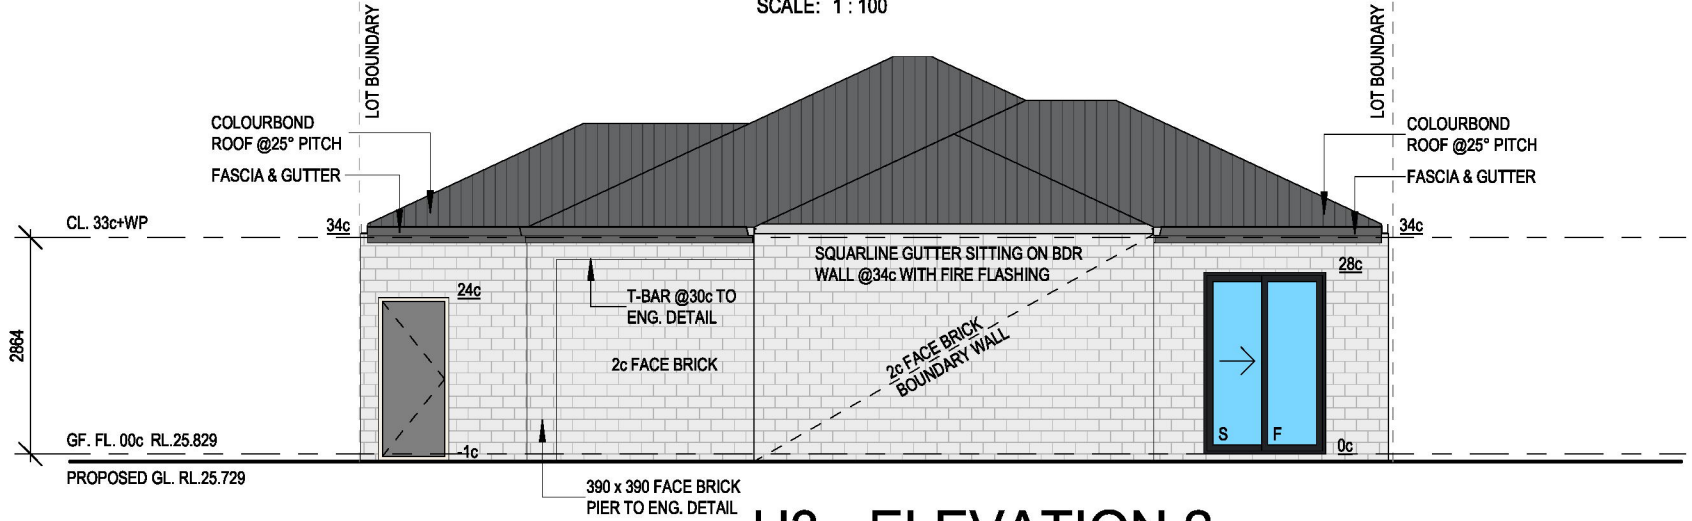 SCALE: 1 : 100
LOT BOUNDARY
LOT BOUNDARY
COLOURBOND
ROOF @25° PITCH
FASCIA & GUTTER
COLOURBOND
ROOF @25° PITCH
FASCIA & GUTTER
CL. 33c+WP
34c
34c
SQUARLINE GUTTER SITTING ON BDR
WALL @34c WITH FIRE FLASHING
28c
24c
T-BAR @30c TO
ENG. DETAIL
2864
2c FACE BRICK
2c FACE BRICK
BOUNDARY WALL
S F
GF. FL. 00c RL.25.829
-1c
0c
PROPOSED GL. RL.25.729
390 x 390 FACE BRICK
PIER TO ENG. DETAIL
ELEVATION